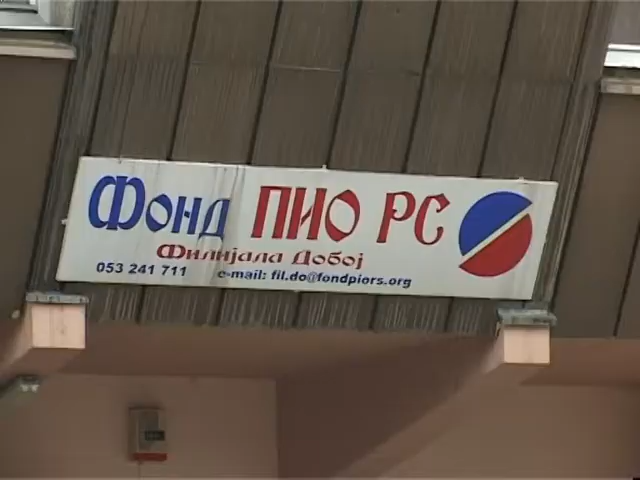 Фонд ПИО РС
Филијала Добој
053 241 711 e-mail: fil.do@fondpiors.org